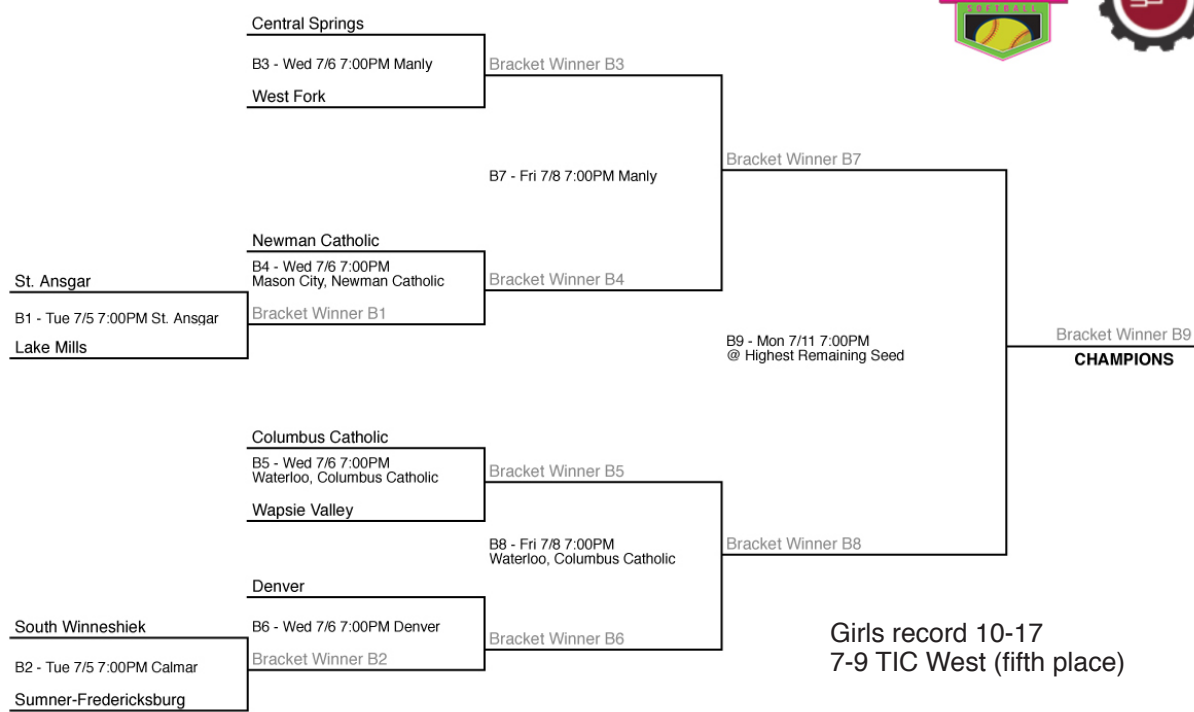 SOFTBALL
Central Springs
B3 - Wed 7/6 7:00PM Manly
West Fork
Bracket Winner B3
B7 - Fri 7/8 7:00PM Manly
Bracket Winner B7
Newman Catholic
B4 - Wed 7/6 7:00PM
Mason City, Newman Catholic
Bracket Winner B4
St. Ansgar
B1 - Tue 7/5 7:00PM St. Ansgar
Bracket Winner B1
Lake Mills
B9 - Mon 7/11 7:00PM
@ Highest Remaining Seed
Bracket Winner B9
CHAMPIONS
Columbus Catholic
B5 - Wed 7/6 7:00PM
Waterloo, Columbus Catholic
Bracket Winner B5
Wapsie Valley
B8 - Fri 7/8 7:00PM
Waterloo, Columbus Catholic
Bracket Winner B8
Denver
South Winneshiek
B6 - Wed 7/6 7:00PM Denver
Bracket Winner B6
B2 - Tue 7/5 7:00PM Calmar
Bracket Winner B2
Sumner-Fredericksburg
Girls record 10-17
7-9 TIC West (fifth place)